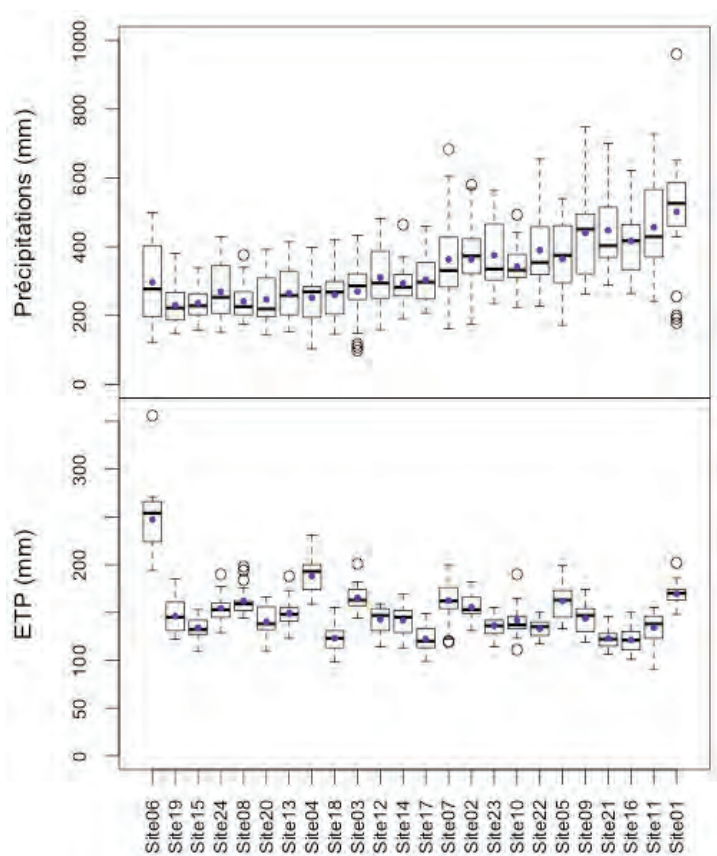 Précipitations (mm)
1000
800
600
400
200
0
ETP (mm)
300
200
100
50
0
Site06
Site19
Site15
Site24
Site08
Site20
Site13
Site04
Site18
Site03
Site12
Site14
Site17
Site07
Site02
Site23
Site10
Site22
Site05
Site09
Site21
Site16
Site11
Site01